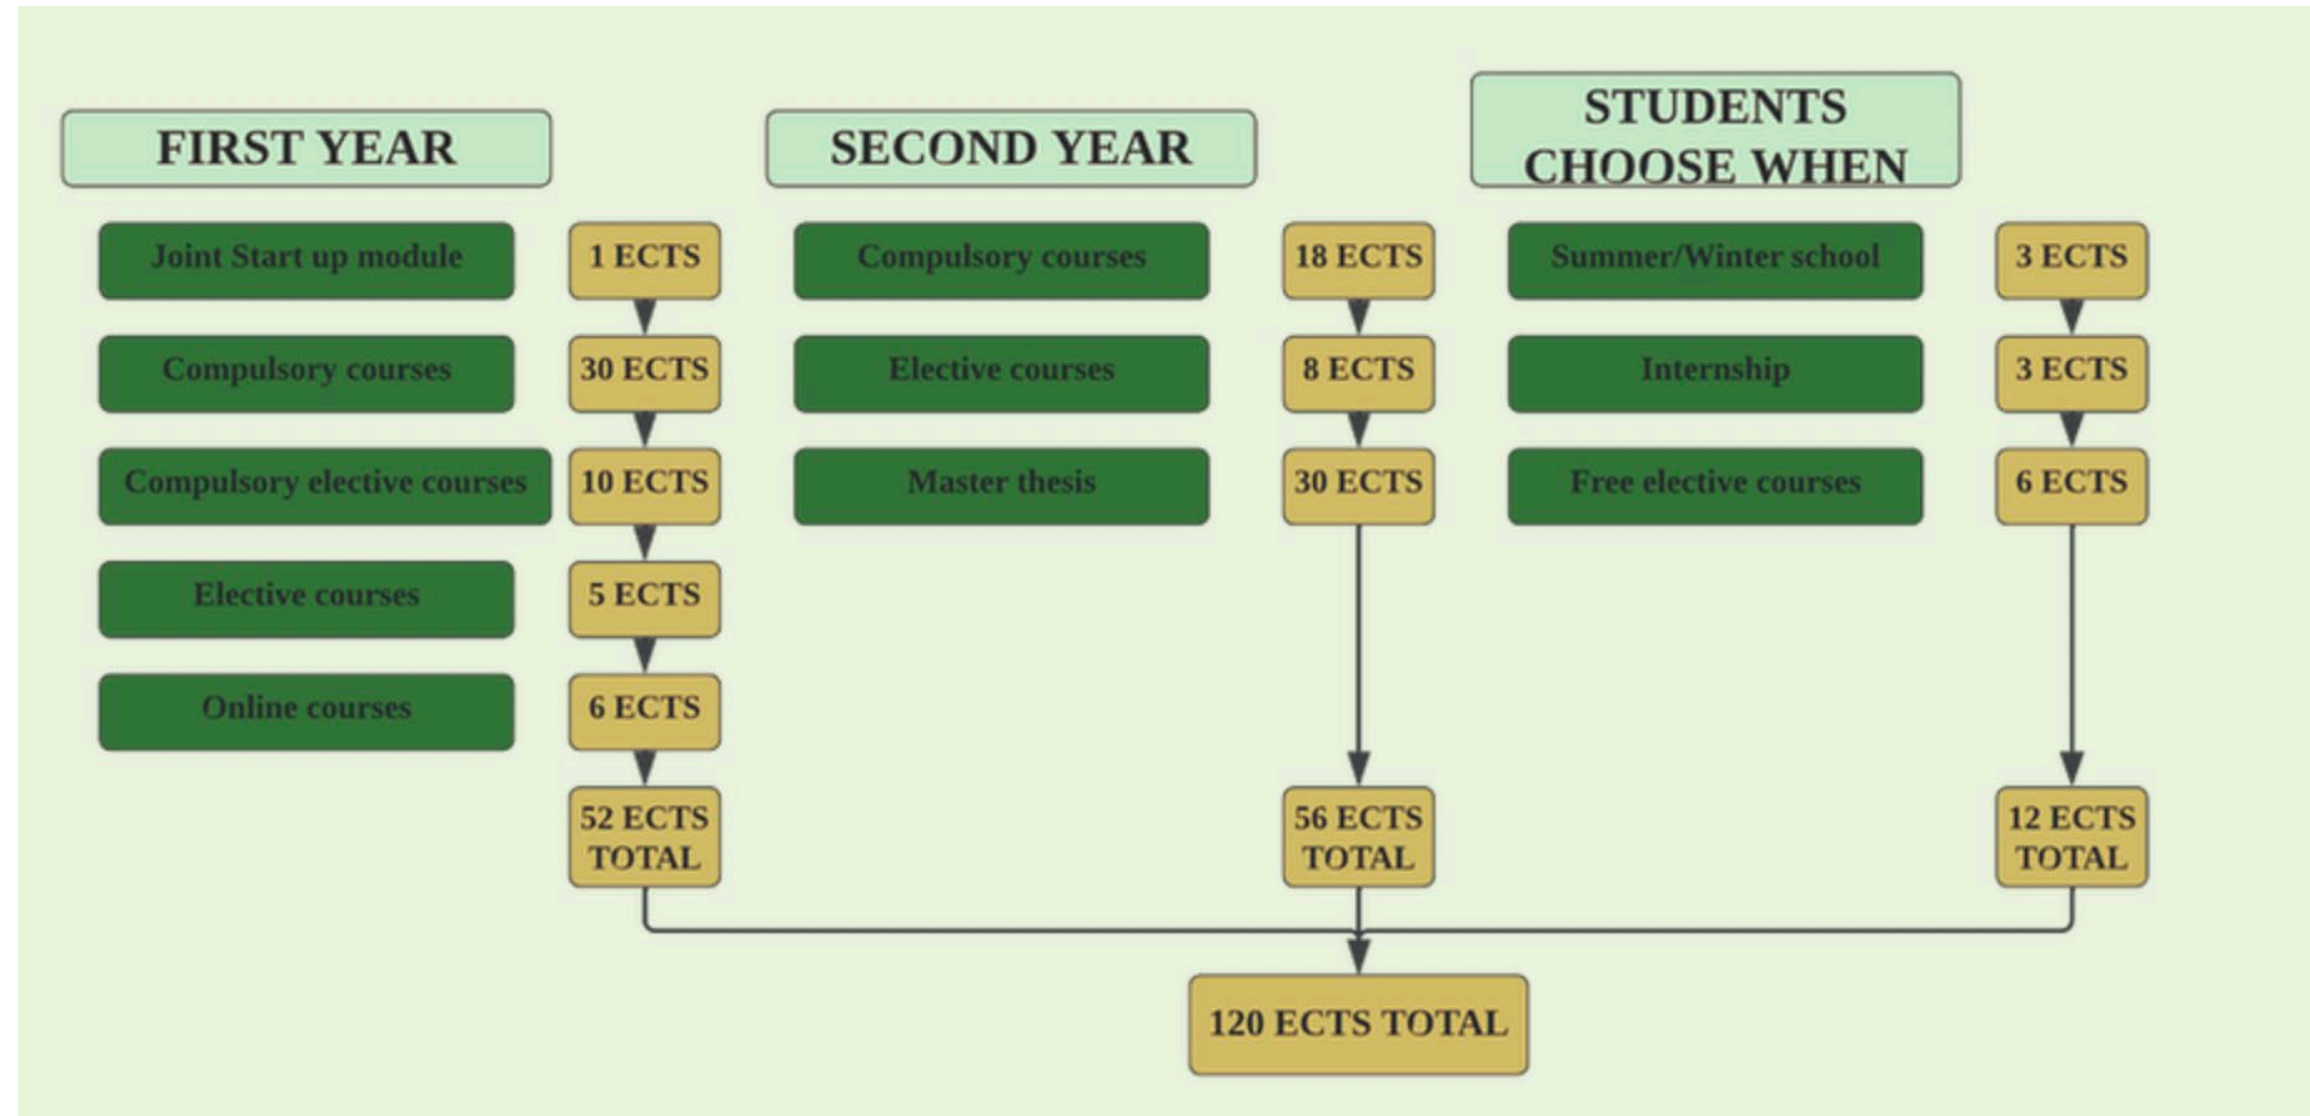 FIRST YEAR
Joint Start up module
1 ECTS
Compulsory courses
30 ECTS
Compulsory elective courses
10 ECTS
Elective courses
5 ECTS
Online courses
6 ECTS
52 ECTS
TOTAL
SECOND YEAR
Compulsory courses
18 ECTS
Elective courses
8 ECTS
Master thesis
30 ECTS
56 ECTS
TOTAL
STUDENTS
CHOOSE WHEN
Summer/Winter school
3 ECTS
Internship
3 ECTS
Free elective courses
6 ECTS
12 ECTS
TOTAL
120 ECTS TOTAL